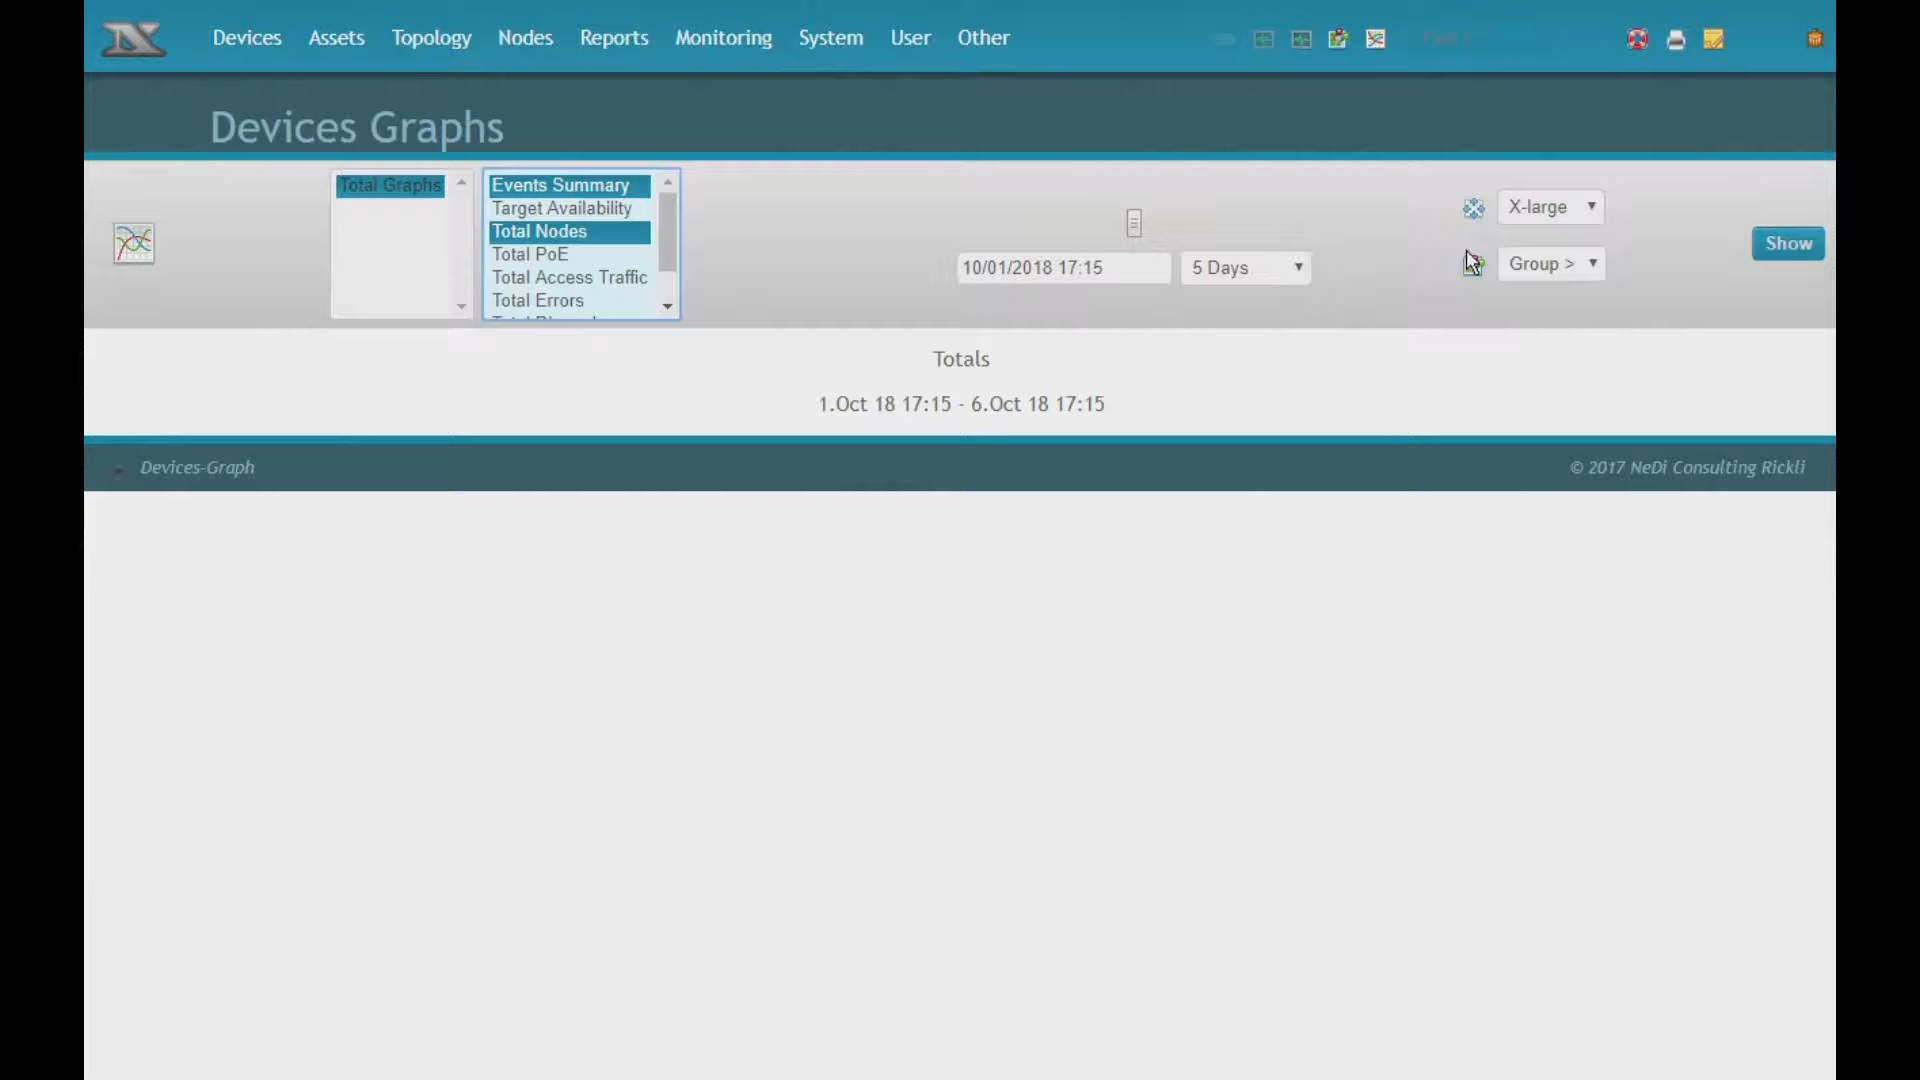 Devices Assets Topology Nodes Reports Monitoring System User Other
Devices Graphs
Total Graphs
Events Summary
Target Availability
Total Nodes
Total PoE
Total Access Traffic
Total Errors
10/01/2018 17:15
5 Days
X-large
Group >
Show
Totals
1.Oct 18 17:15 - 6.Oct 18 17:15
Devices-Graph
© 2017 NeDi Consulting Rickli